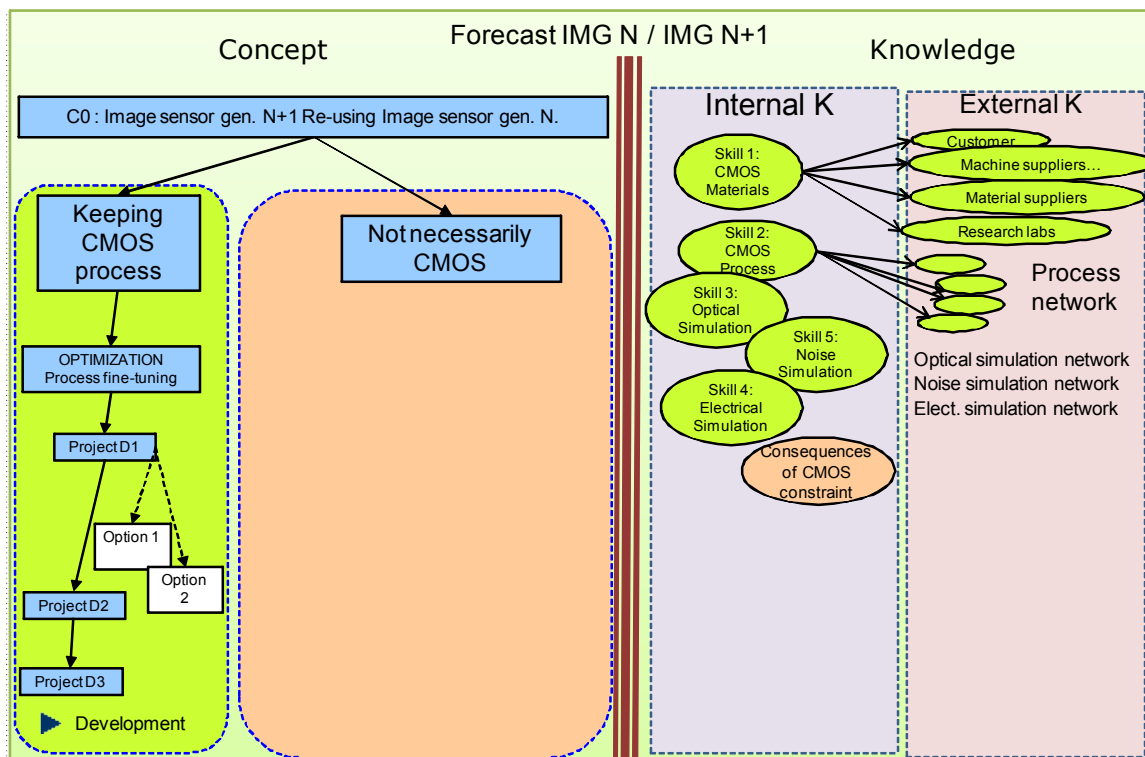 Forecast IMG N / IMG N+1
Concept
Knowledge
C0 : Image sensor gen. N+1 Re-using Image sensor gen. N.
Keeping
CMOS
process
Not necessarily
CMOS
OPTIMIZATION
Process fine-tuning
Project D1
Option 1
Option
2
Project D2
Project D3
Development
Internal K
Skill 1:
CMOS
Materials
Skill 2:
CMOS
Process
Skill 3:
Optical
Simulation
Skill 5:
Noise
Simulation
Skill 4:
Electrical
Simulation
Consequences
of CMOS
constraint
External K
Customer
Machine suppliers…
Material suppliers
Research labs
Process
network
Optical simulation network
Noise simulation network
Elect. simulation network